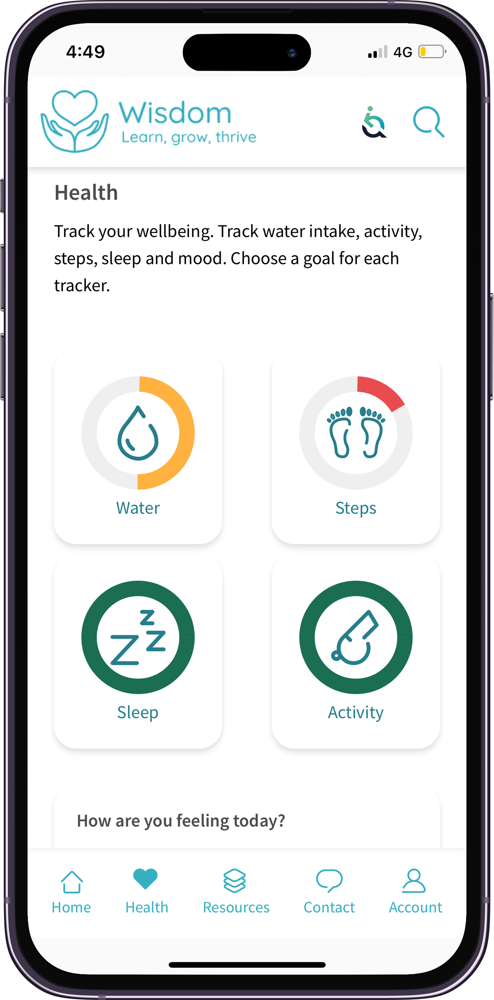 4:49
4G
Wisdom
Learn, grow, thrive
Health
Track your wellbeing. Track water intake, activity,
steps, sleep and mood. Choose a goal for each
tracker.
Water
Steps
Sleep
Activity
How are you feeling today?
Home
Health
Resources
Contact
Account